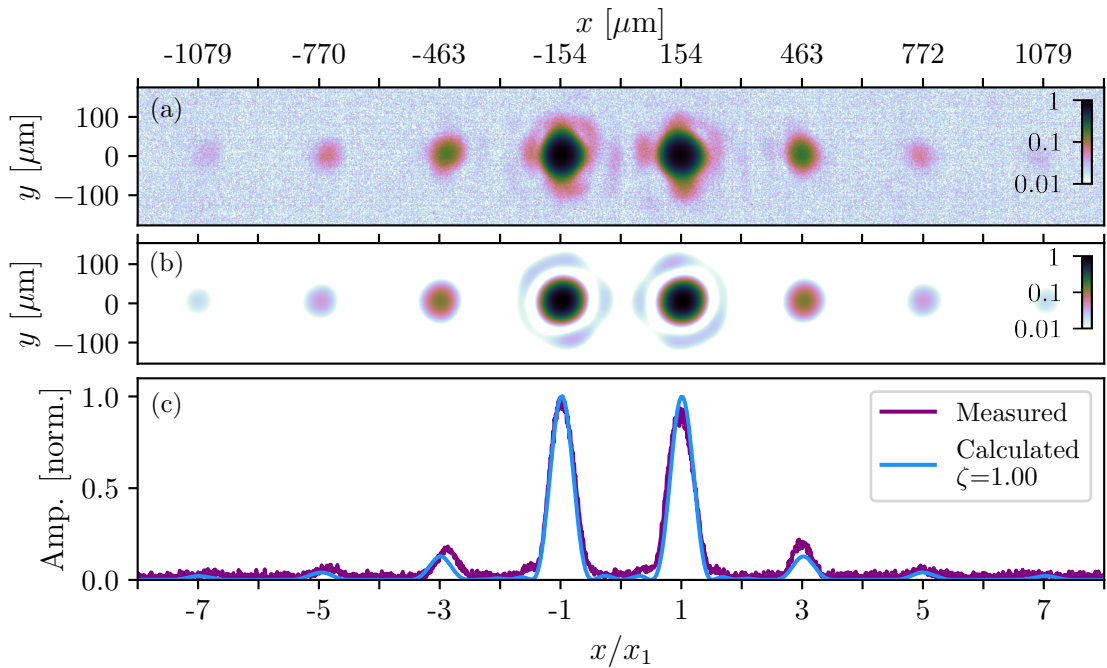 x [μm]
-1079 -770 -463 -154 154 463 772 1079
(a)
y [μm]
100
0
−100
1
0.1
0.01
(b)
y [μm]
100
0
−100
1
0.1
0.01
(c)
Amp. [norm.]
1.0
0.5
0.0
Measured
Calculated
ζ=1.00
-7 -5 -3 -1 1 3 5 7
x/x₁